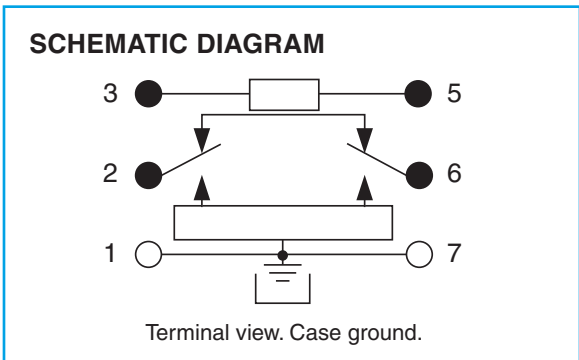 SCHEMATIC DIAGRAM
3 5
2 6
1 7
Terminal view. Case ground.